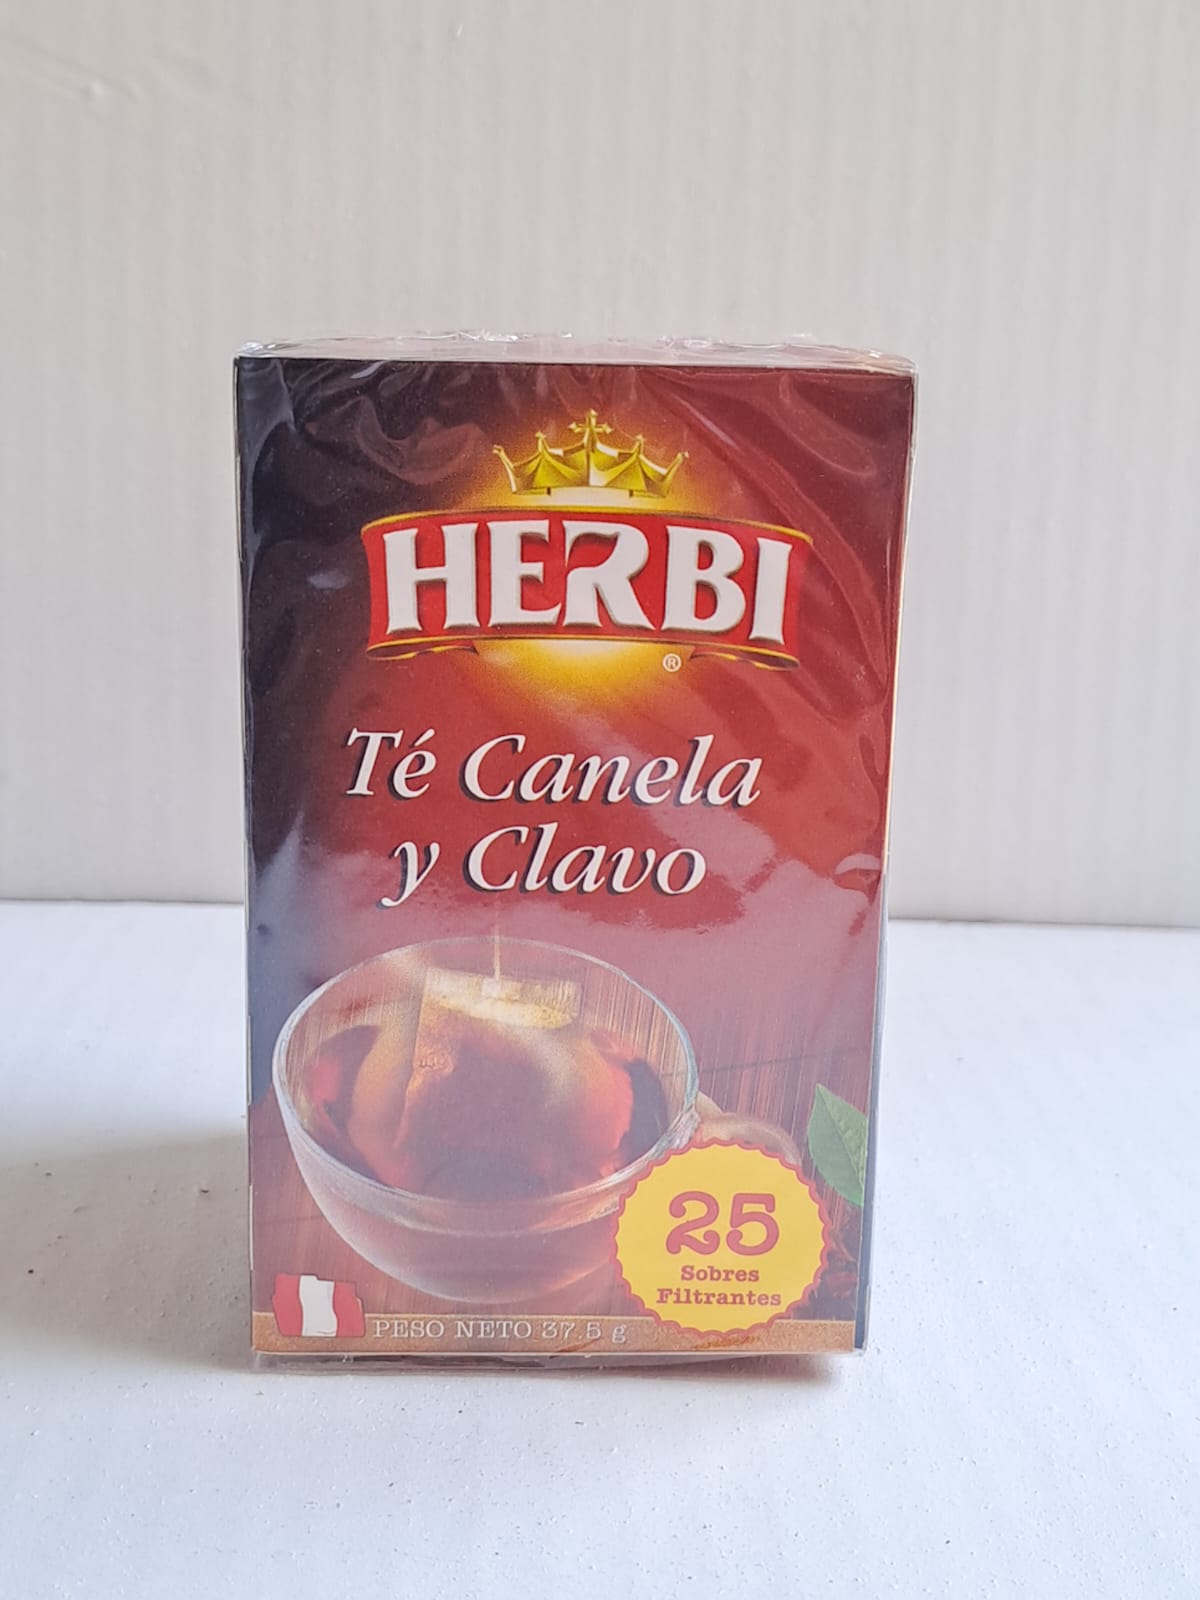 HERBI
®
Té Canela
y Clavo
25
Sobres
Filtrantes
PESO NETO 37.5 g